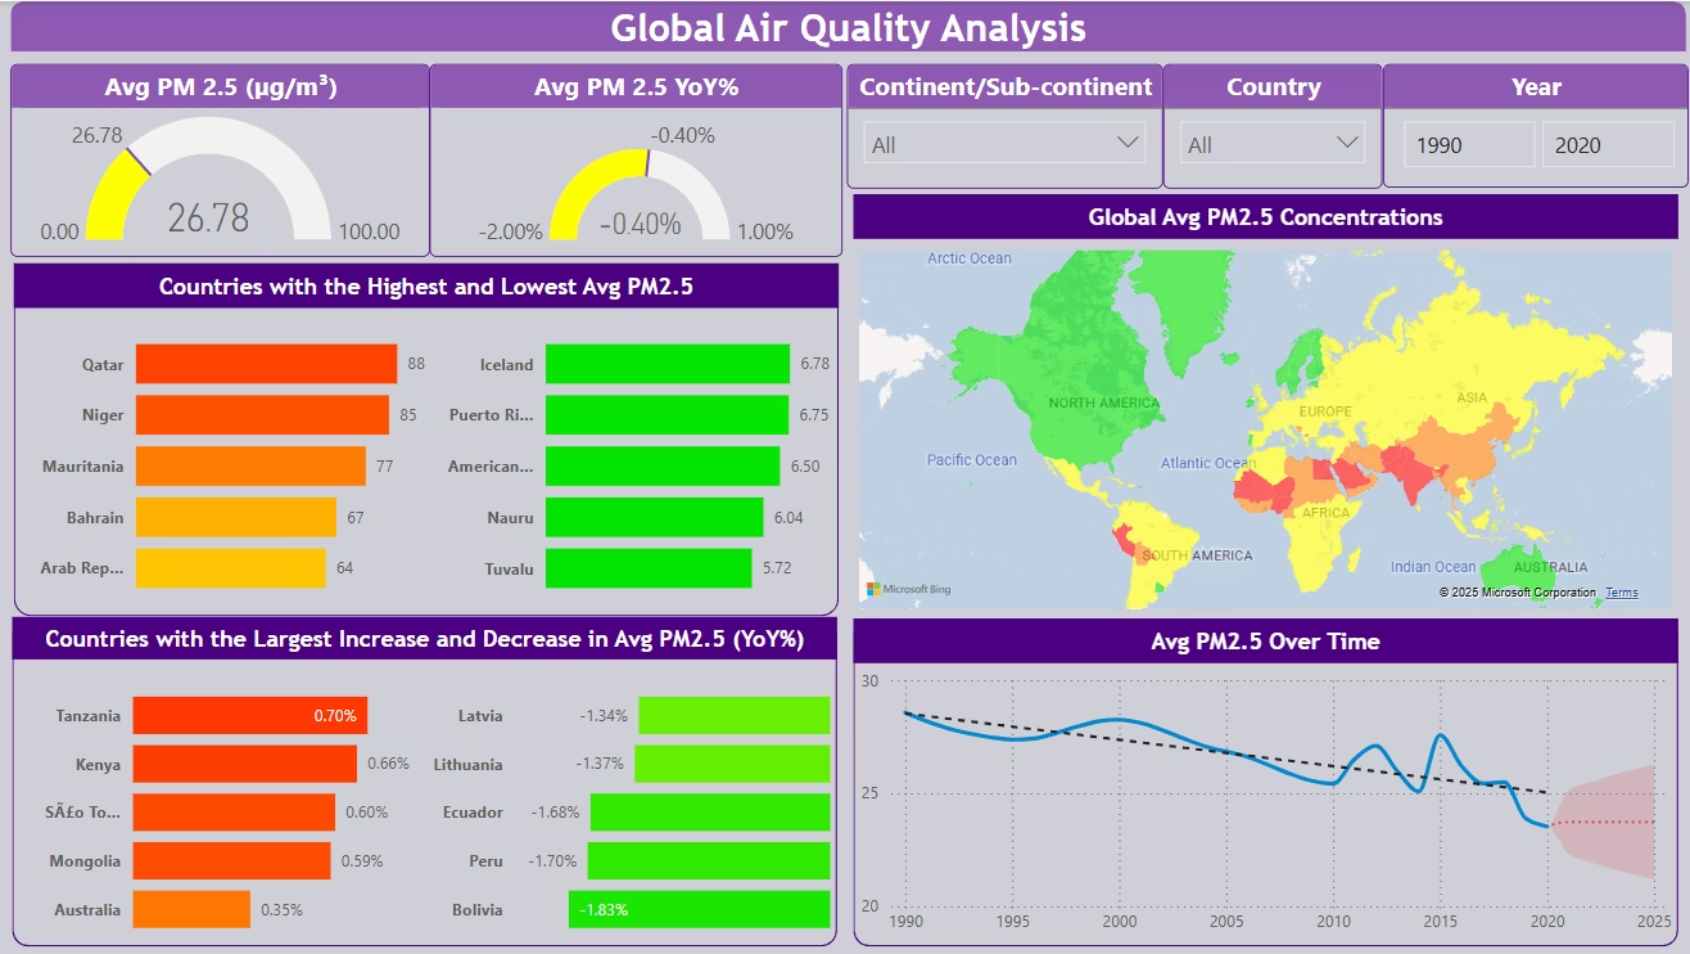 Global Air Quality Analysis
Avg PM 2.5 (µg/m³)
26.78
0.00
26.78
100.00
Avg PM 2.5 YoY%
-0.40%
-2.00%
-0.40%
1.00%
Continent/Sub-continent
All
Country
All
Year
1990
2020
Countries with the Highest and Lowest Avg PM2.5
Qatar
88
Niger
85
Mauritania
77
Bahrain
67
Arab Rep...
64
Iceland
6.78
Puerto Ri...
6.75
American...
6.50
Nauru
6.04
Tuvalu
5.72
Global Avg PM2.5 Concentrations
Arctic Ocean
NORTH AMERICA
EUROPE
ASIA
Pacific Ocean
Atlantic Ocean
AFRICA
SOUTH AMERICA
Indian Ocean
AUSTRALIA
Microsoft Bing
© 2025 Microsoft Corporation Terms
Countries with the Largest Increase and Decrease in Avg PM2.5 (YoY%)
Tanzania
0.70%
Kenya
0.66%
SÃ£o To...
0.60%
Mongolia
0.59%
Australia
0.35%
Latvia
-1.34%
Lithuania
-1.37%
Ecuador
-1.68%
Peru
-1.70%
Bolivia
-1.83%
Avg PM2.5 Over Time
30
25
20
1990
1995
2000
2005
2010
2015
2020
2025